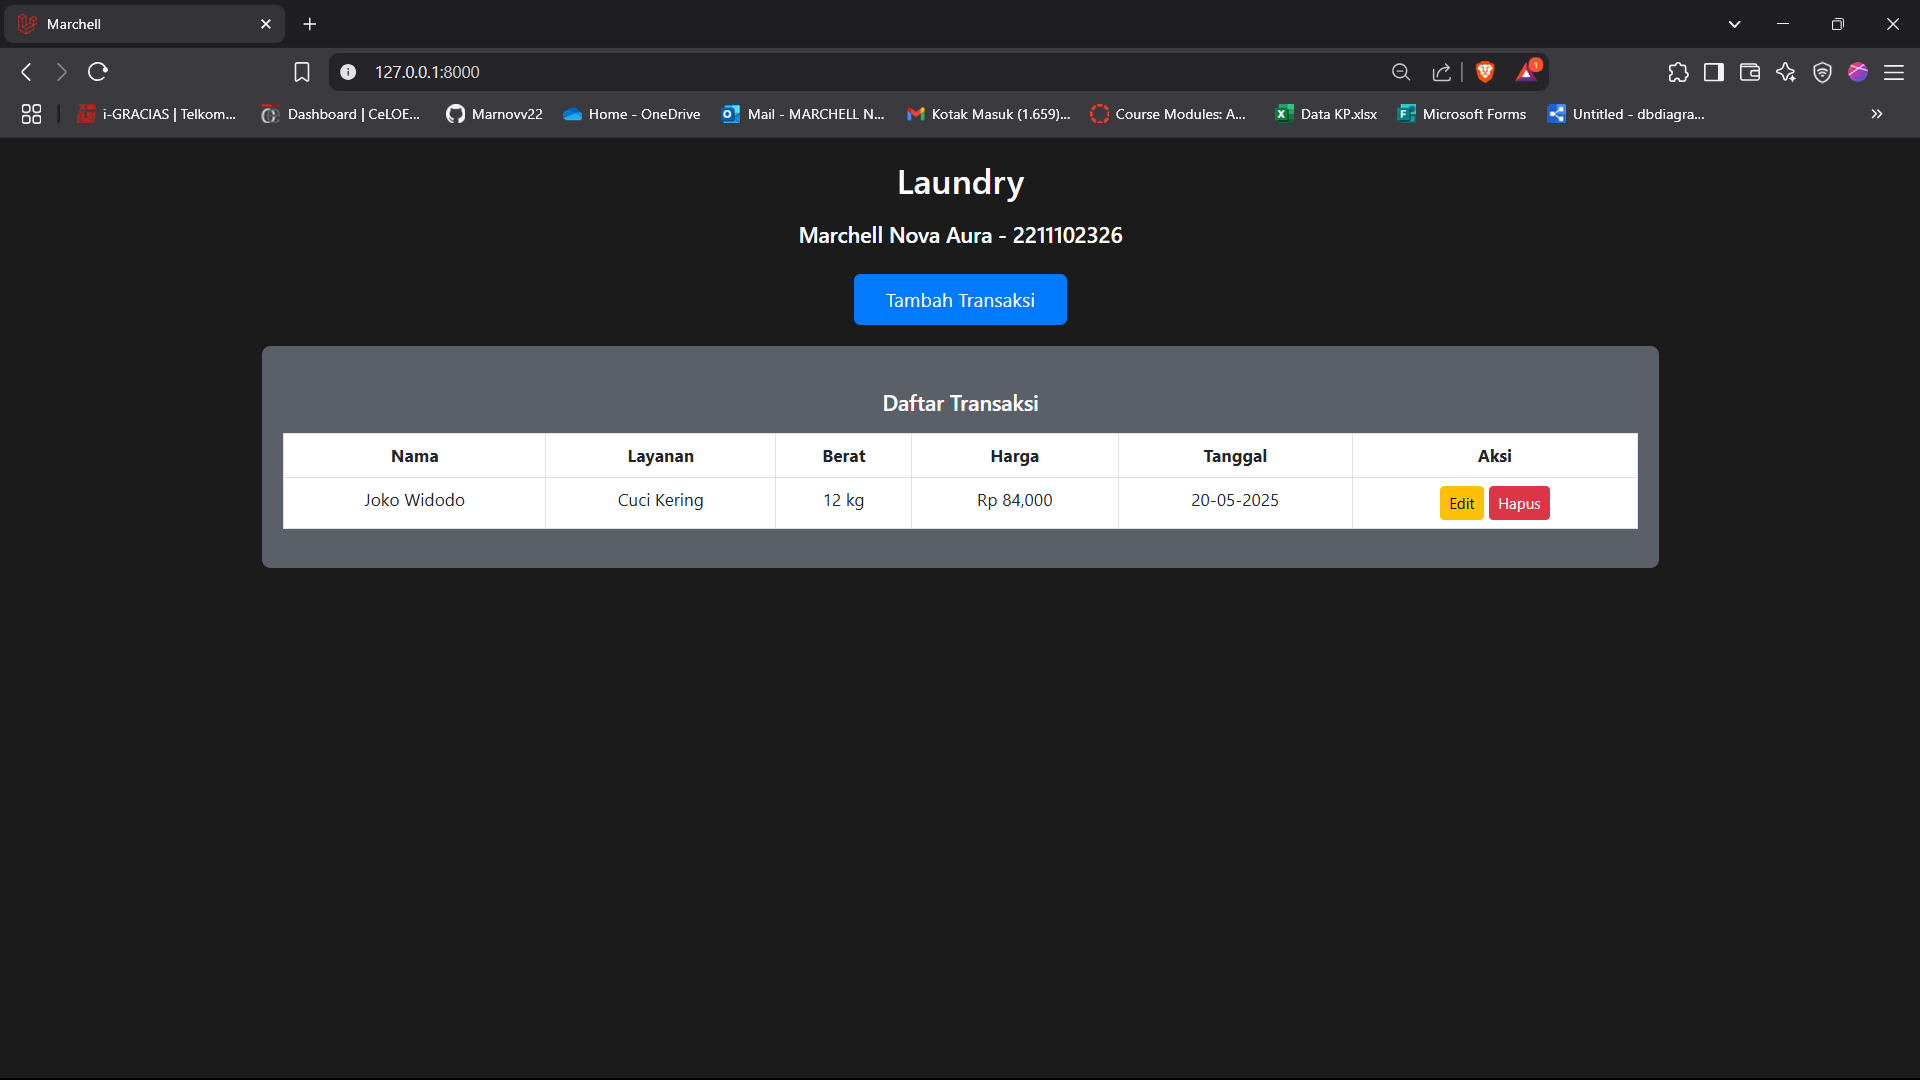 Marchell
127.0.0.1:8000
1
i-GRACIAS | Telkom...
Dashboard | CeLOE...
Marnovv22
Home - OneDrive
Mail - MARCHELL N...
Kotak Masuk (1.659)...
Course Modules: A...
Data KP.xlsx
Microsoft Forms
Untitled - dbdiagra...
Laundry
Marchell Nova Aura - 2211102326
Tambah Transaksi
Daftar Transaksi
Nama Layanan Berat Harga Tanggal Aksi
Joko Widodo Cuci Kering 12 kg Rp 84,000 20-05-2025 Edit Hapus